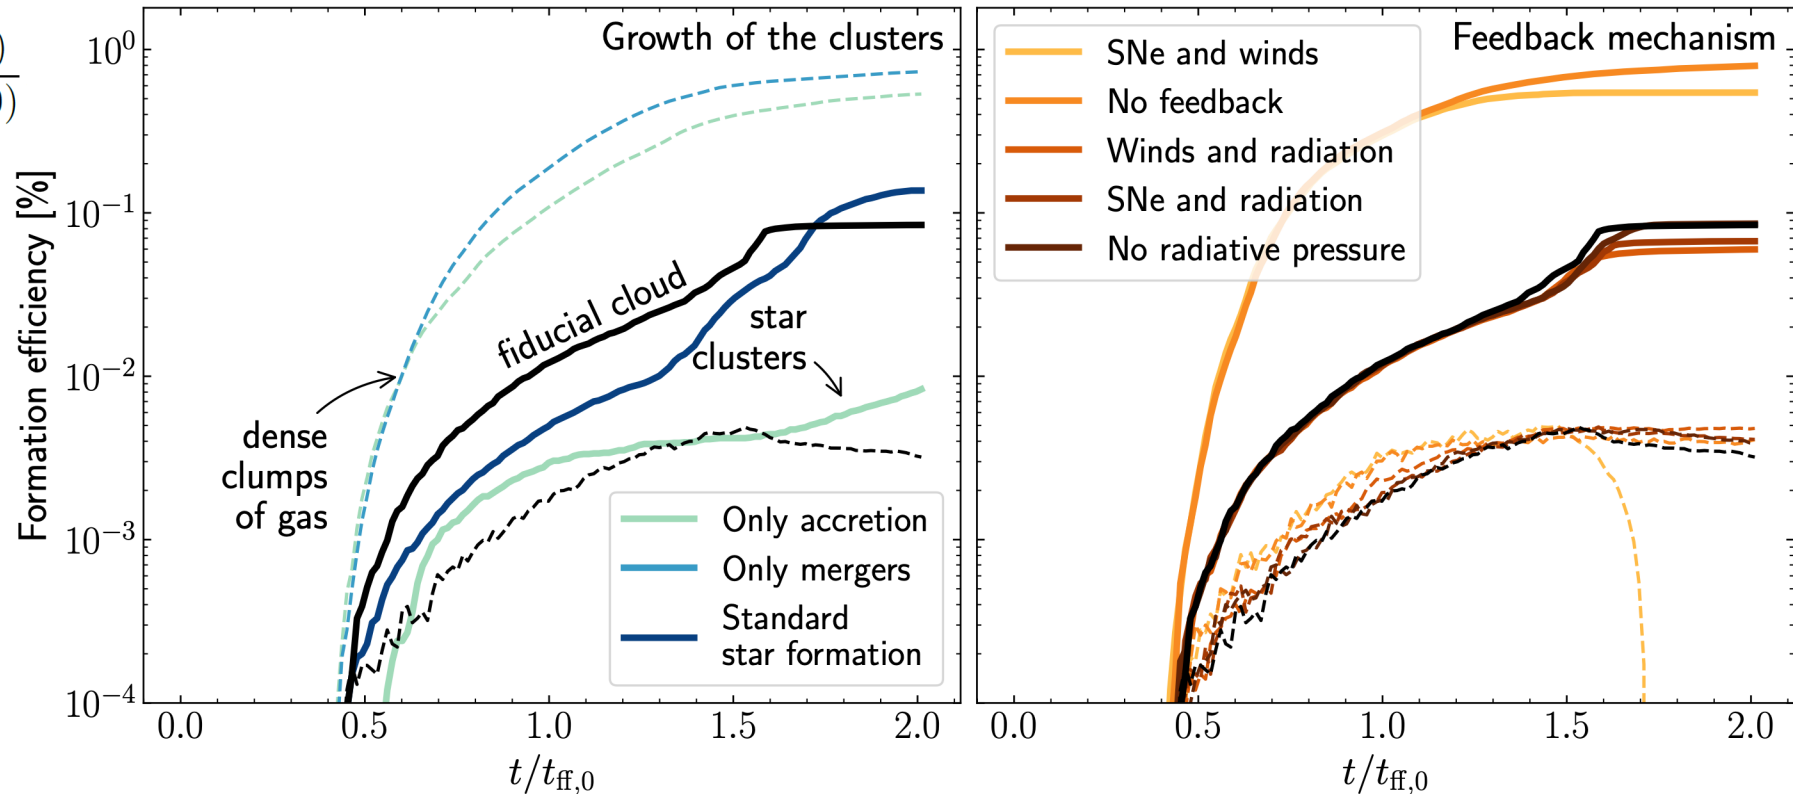 )
0)
Formation efficiency [%]
10⁰
10⁻¹
10⁻²
10⁻³
10⁻⁴
Growth of the clusters
fiducial cloud
star
clusters
dense
clumps
of gas
Only accretion
Only mergers
Standard
star formation
0.0 0.5 1.0 1.5 2.0
t/t_ff,0
Feedback mechanism
SNe and winds
No feedback
Winds and radiation
SNe and radiation
No radiative pressure
0.0 0.5 1.0 1.5 2.0
t/t_ff,0